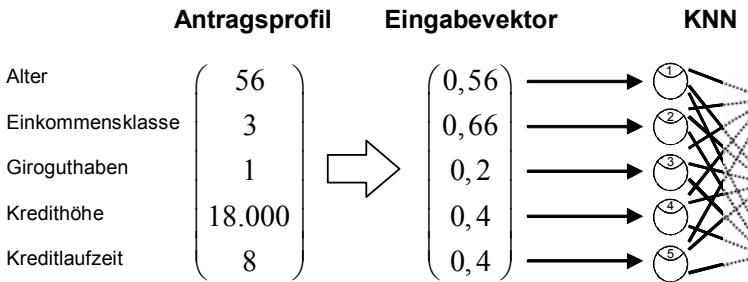 Antragsprofil Eingabevektor KNN
Alter 56 0,56 1
Einkommensklasse 3 0,66 2
Giroguthaben 1 0,2 3
Kredithöhe 18.000 0,4 4
Kreditlaufzeit 8 0,4 5